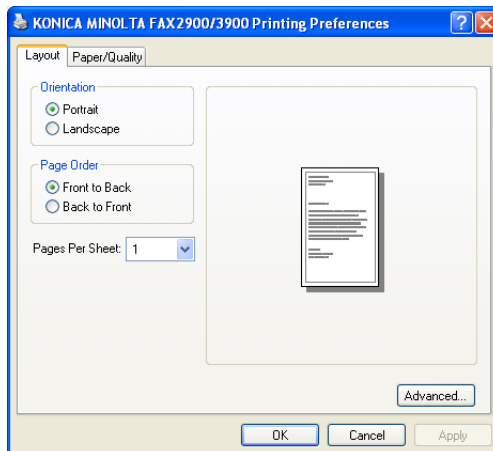 KONICA MINOLTA FAX2900/3900 Printing Preferences
Layout Paper/Quality
Orientation
Portrait
Landscape
Page Order
Front to Back
Back to Front
Pages Per Sheet: 1
Advanced...
OK Cancel Apply